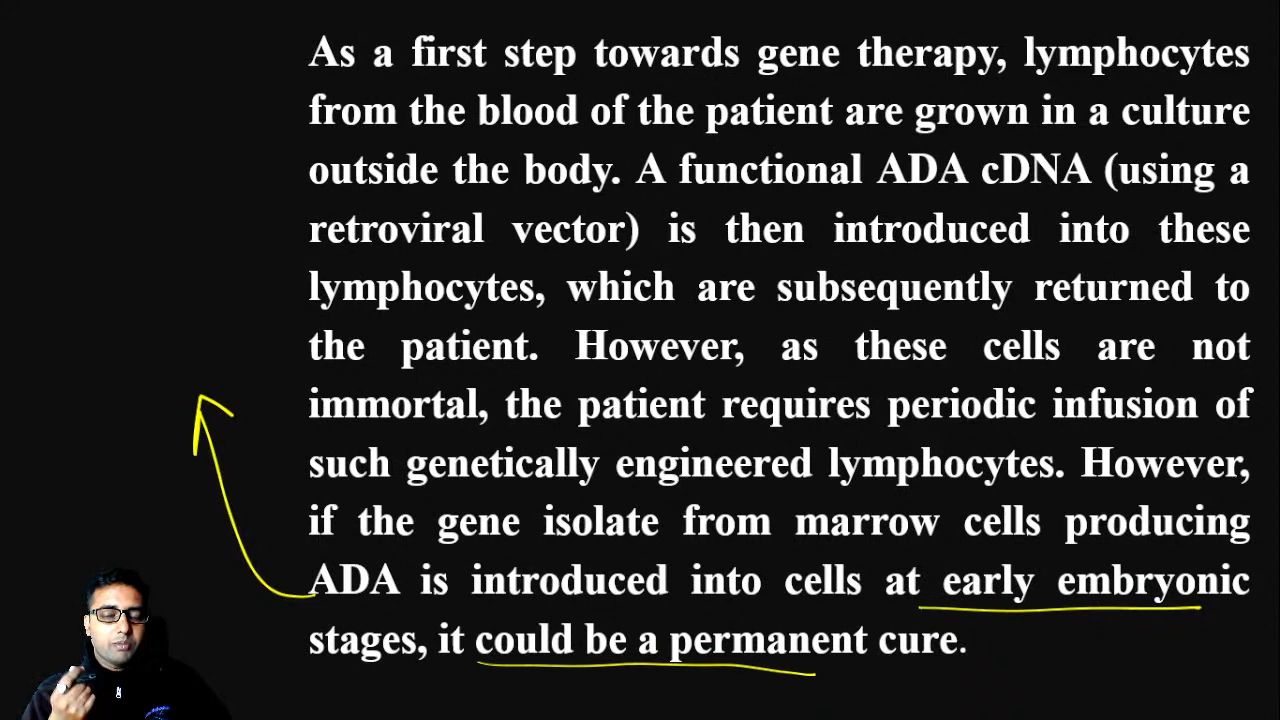 As a first step towards gene therapy, lymphocytes
from the blood of the patient are grown in a culture
outside the body. A functional ADA cDNA (using a
retroviral vector) is then introduced into these
lymphocytes, which are subsequently returned to
the patient. However, as these cells are not
immortal, the patient requires periodic infusion of
such genetically engineered lymphocytes. However,
if the gene isolate from marrow cells producing
ADA is introduced into cells at early embryonic
stages, it could be a permanent cure.